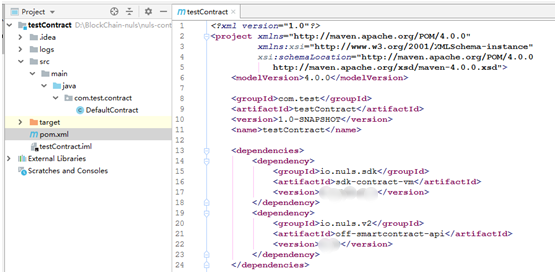 Project
testContract
testContract D:\BlockChain-nuls\nuls-cont
.idea
logs
src
main
java
com.test.contract
DefaultContract
target
pom.xml
testContract.iml
External Libraries
Scratches and Consoles
1 <?xml version="1.0"?>
2 <project xmlns="http://maven.apache.org/POM/4.0.0"
3 xmlns:xsi="http://www.w3.org/2001/XMLSchema-instance"
4 xsi:schemaLocation="http://maven.apache.org/POM/4.0.0
5 http://maven.apache.org/xsd/maven-4.0.0.xsd">
6 <modelVersion>4.0.0</modelVersion>
7
8 <groupId>com.test</groupId>
9 <artifactId>testContract</artifactId>
10 <version>1.0-SNAPSHOT</version>
11 <name>testContract</name>
12
13 <dependencies>
14 <dependency>
15 <groupId>io.nuls.sdk</groupId>
16 <artifactId>sdk-contract-vm</artifactId>
17 <version></version>
18 </dependency>
19 <dependency>
20 <groupId>io.nuls.v2</groupId>
21 <artifactId>off-smartcontract-api</artifactId>
22 <version></version>
23 </dependency>
24 </dependencies>